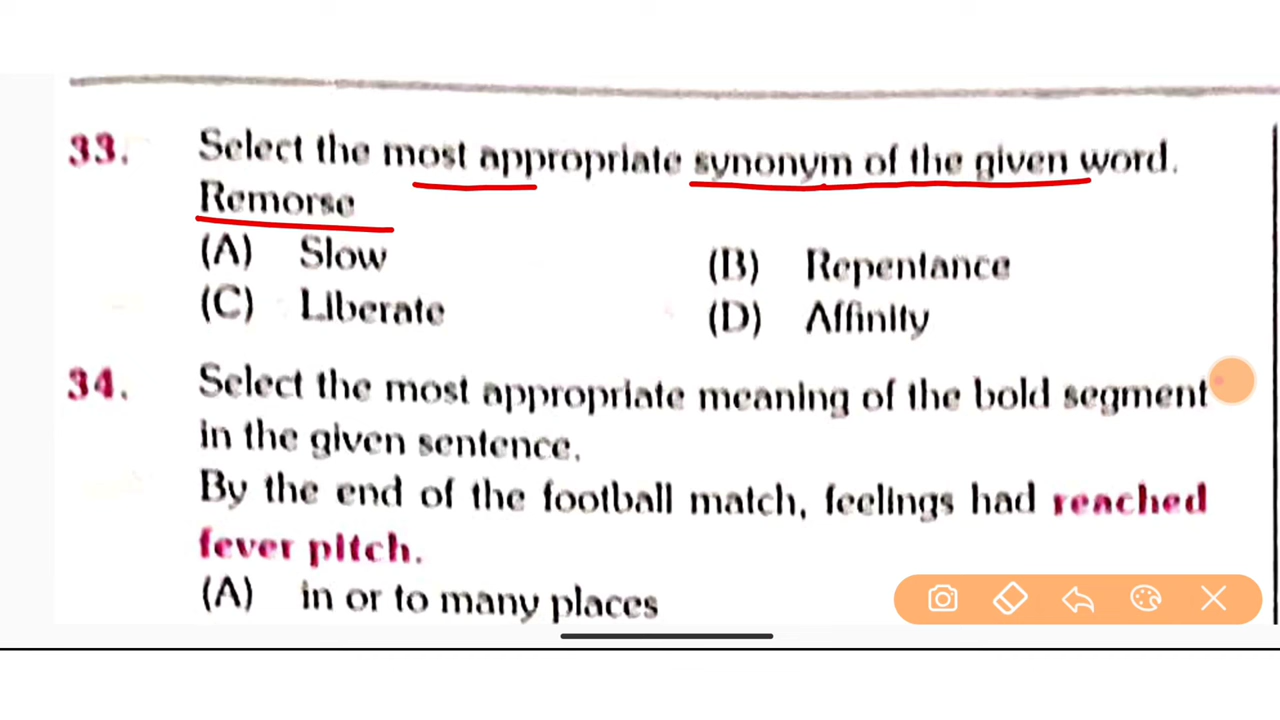 33. Select the most appropriate synonym of the given word.
Remorse
(A) Slow (B) Repentance
(C) Liberate (D) Affinity
34. Select the most appropriate meaning of the bold segment
in the given sentence.
By the end of the football match, feelings had reached
fever pitch.
(A) in or to many places